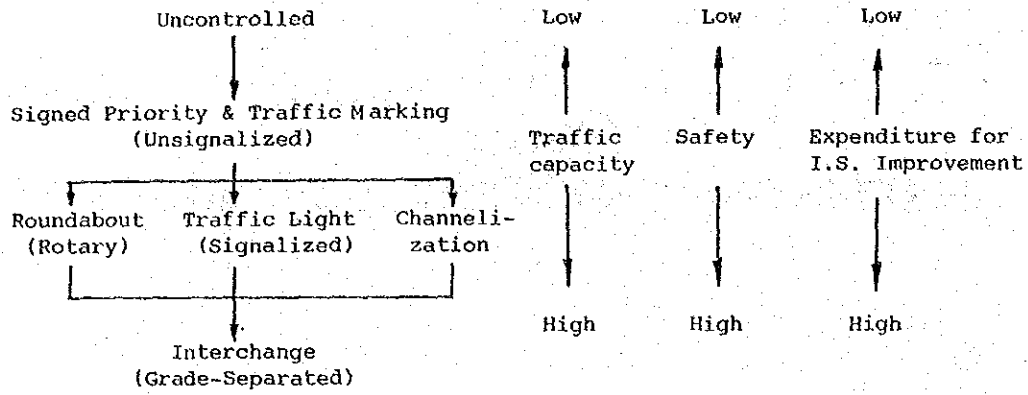 Uncontrolled
Low
Low
Low
Signed Priority & Traffic Marking
(Unsignalized)
Traffic
capacity
Safety
Expenditure for
I.S. Improvement
Roundabout
(Rotary)
Traffic Light
(Signalized)
Channeli-
zation
High
High
High
Interchange
(Grade-Separated)